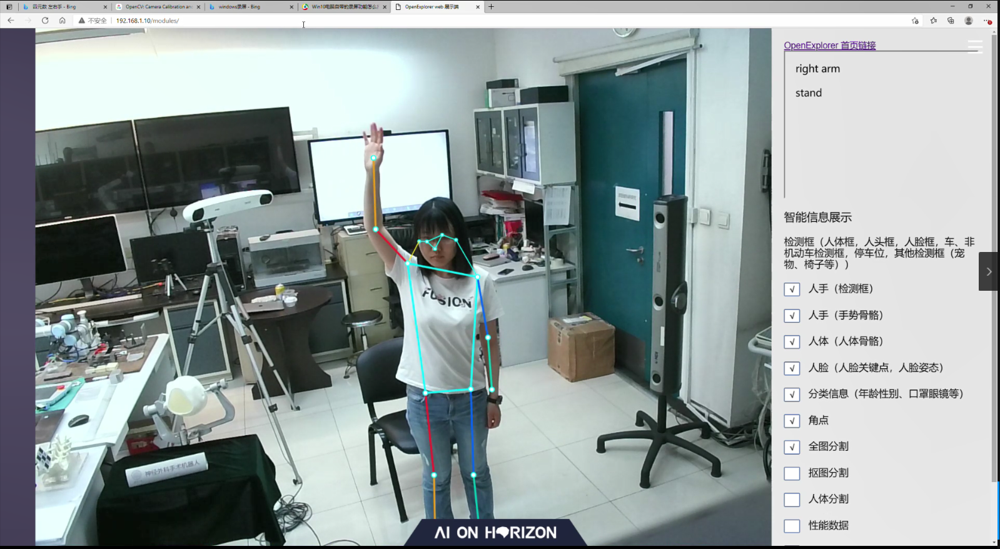 四元数 左右手 - Bing
OpenCV: Camera Calibration an
windows录屏 - Bing
Win10电脑自带的录屏功能怎么
OpenExplorer web 展示端
不安全
192.168.1.10/modules/
OpenExplorer 首页链接
right arm
stand
FUSION
神经外科手术机器人
智能信息展示
检测框（人体框，人头框，人脸框，车、非
机动车检测框，停车位，其他检测框（宠
物、椅子等））
√ 人手（检测框）
√ 人手（手势骨骼）
√ 人体（人体骨骼）
√ 人脸（人脸关键点，人脸姿态）
√ 分类信息（年龄性别、口罩眼镜等）
√ 角点
√ 全图分割
抠图分割
人体分割
性能数据
AI ON HORIZON